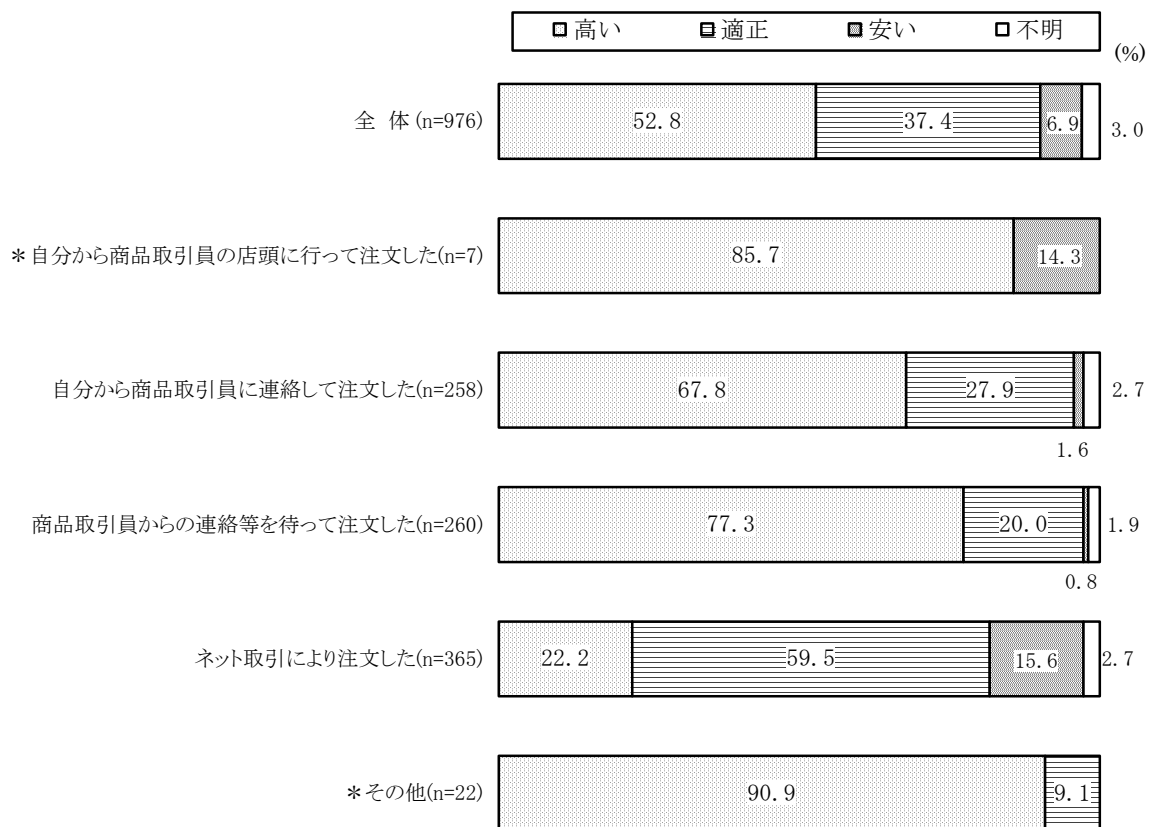 高い 適正 安い 不明
(%)
全 体(n=976) 52.8 37.4 6.9 3.0
*自分から商品取引員の店頭に行って注文した(n=7) 85.7 14.3
自分から商品取引員に連絡して注文した(n=258) 67.8 27.9 2.7
1.6
商品取引員からの連絡等を待って注文した(n=260) 77.3 20.0 1.9
0.8
ネット取引により注文した(n=365) 22.2 59.5 15.6 2.7
*その他(n=22) 90.9 9.1